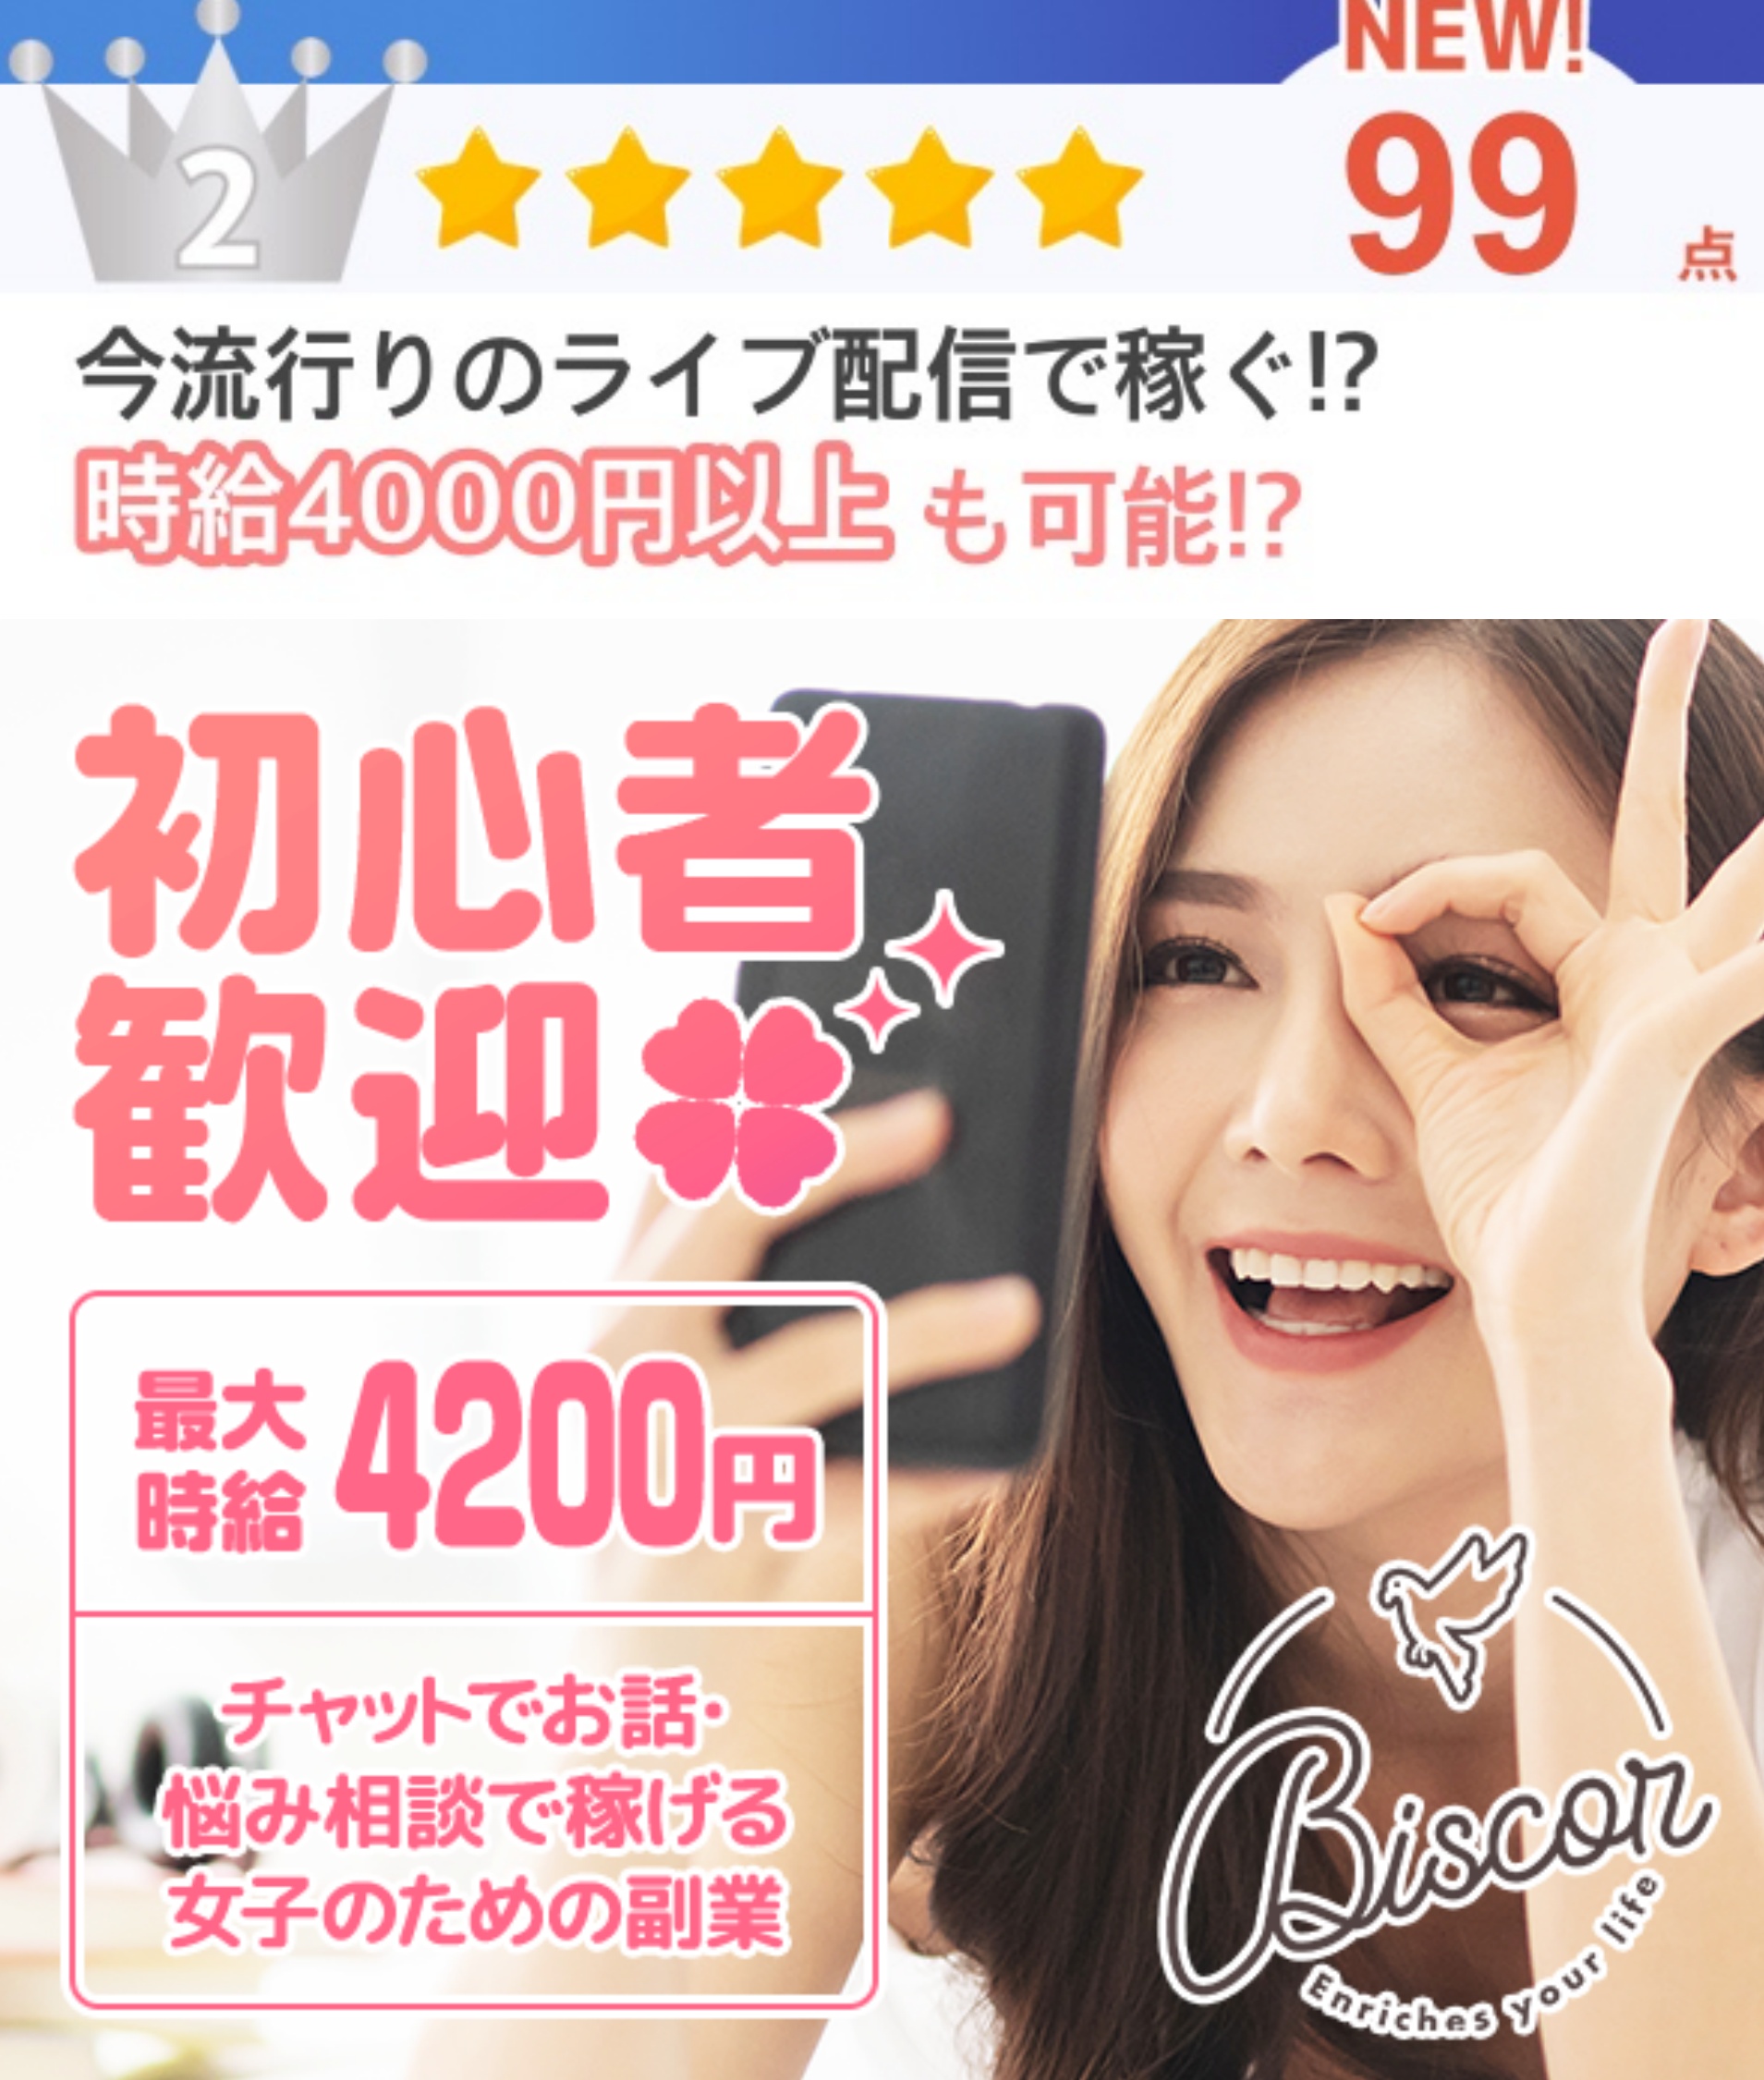 NEW!
2
99点
今流行りのライブ配信で稼ぐ!?
時給4000円以上 も可能!?
初心者
歓迎
最大
時給 4200円
チャットでお話・
悩み相談で稼げる
女子のための副業
Biscor
Enriches your life